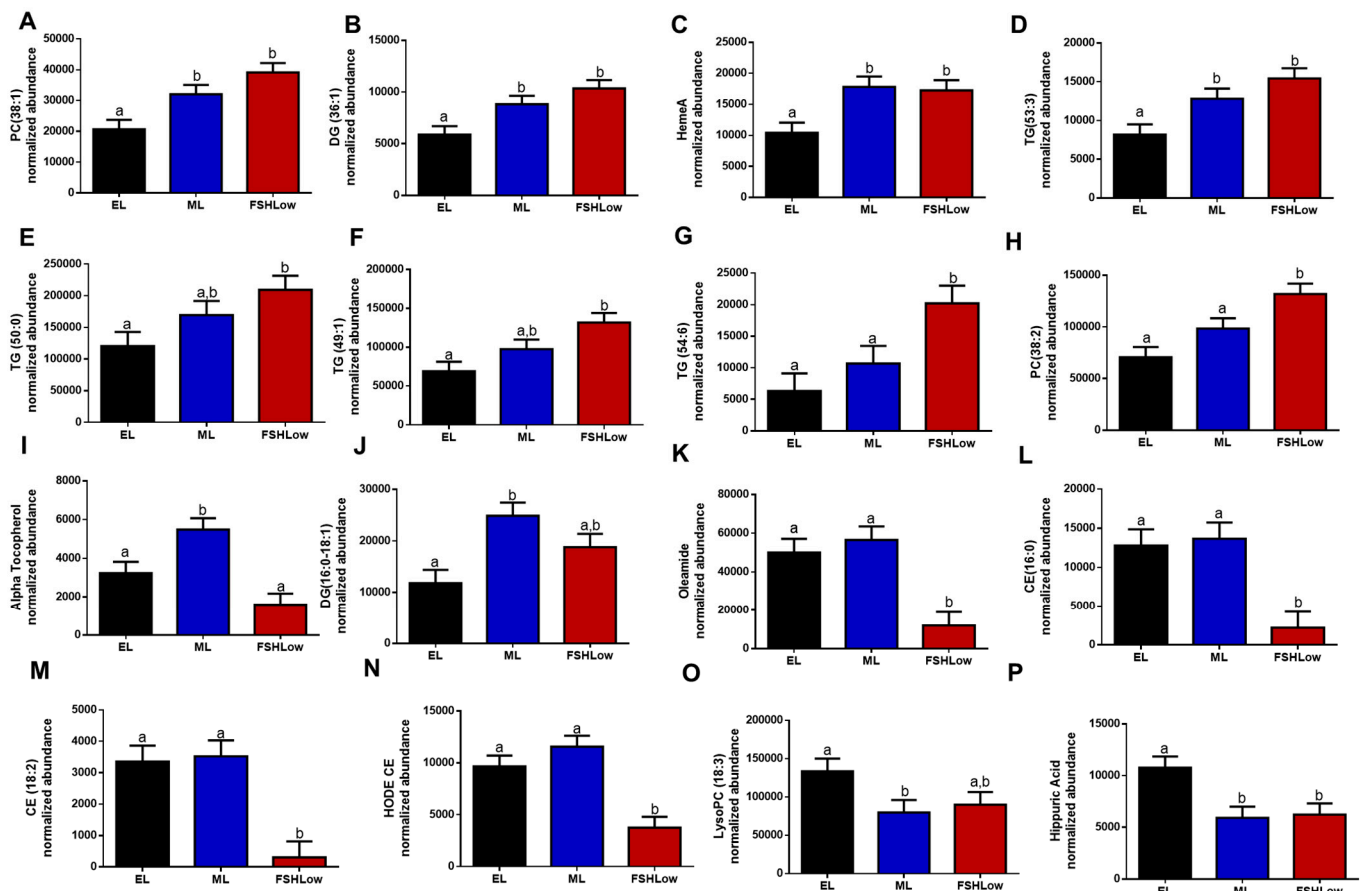 A
PC(38:1)
normalized abundance
50000
40000
30000
20000
10000
0
a
b
b
EL
ML
FSHLow
B
DG (36:1)
normalized abundance
15000
10000
5000
0
a
b
b
EL
ML
FSHLow
C
HemeA
normalized abundance
25000
20000
15000
10000
5000
0
a
b
b
EL
ML
FSHLow
D
TG(53:3)
normalized abundance
20000
15000
10000
5000
0
a
b
b
EL
ML
FSHLow
E
TG (50:0)
normalized abundance
250000
200000
150000
100000
50000
0
a
a,b
b
EL
ML
FSHLow
F
TG (49:1)
normalized abundance
200000
150000
100000
50000
0
a
a,b
b
EL
ML
FSHLow
G
TG (54:6)
normalized abundance
25000
20000
15000
10000
5000
0
a
a
b
EL
ML
FSHLow
H
PC(38:2)
normalized abundance
150000
100000
50000
0
a
a
b
EL
ML
FSHLow
I
Alpha Tocopherol
normalized abundance
8000
6000
4000
2000
0
a
b
a
EL
ML
FSHLow
J
DG(16:0-18:1)
normalized abundance
30000
20000
10000
0
a
b
a,b
EL
ML
FSHLow
K
Oleamide
normalized abundance
80000
60000
40000
20000
0
a
a
b
EL
ML
FSHLow
L
CE(16:0)
normalized abundance
20000
15000
10000
5000
0
a
a
b
EL
ML
FSHLow
M
CE (18:2)
normalized abundance
5000
4000
3000
2000
1000
0
a
a
b
EL
ML
FSHLow
N
HODE CE
normalized abundance
15000
10000
5000
0
a
a
b
EL
ML
FSHLow
O
LysoPC (18:3)
normalized abundance
200000
150000
100000
50000
0
a
b
a,b
EL
ML
FSHLow
P
Hippuric Acid
normalized abundance
15000
10000
5000
0
a
b
b
EL
ML
FSHLow